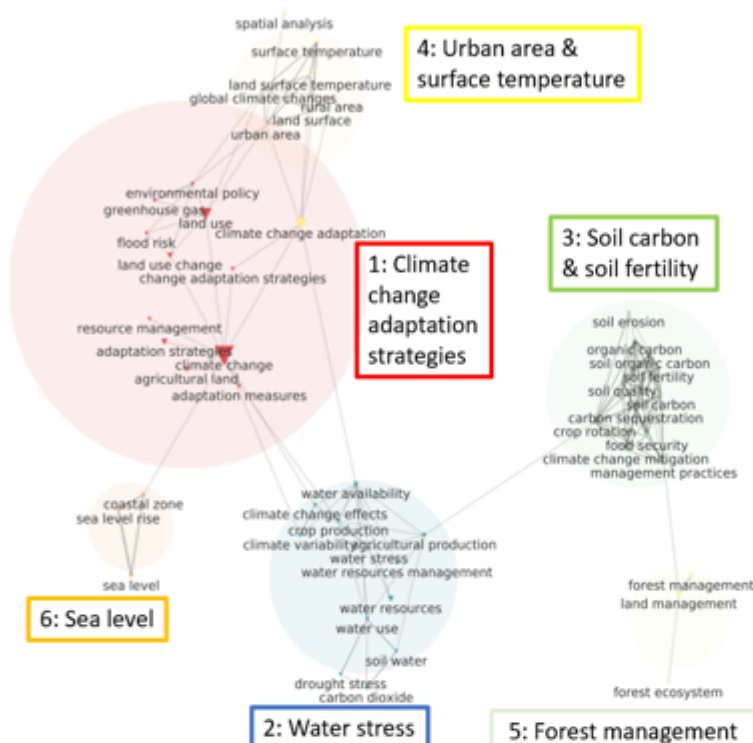 spatial analysis
surface temperature
4: Urban area &
surface temperature
land surface temperature
global climate changes
rural area
land surface
urban area
environmental policy
greenhouse gas
land use
climate change adaptation
flood risk
land use change
change adaptation strategies
1: Climate
change
adaptation
strategies
3: Soil carbon
& soil fertility
resource management
adaptation strategies
climate change
agricultural land
adaptation measures
soil erosion
organic carbon
soil organic carbon
soil fertility
soil quality
soil carbon
carbon sequestration
crop rotation
food security
climate change mitigation
management practices
coastal zone
sea level rise
sea level
6: Sea level
water availability
climate change effects
crop production
climate variability
agricultural production
water stress
water resources management
water resources
water use
soil water
drought stress
carbon dioxide
2: Water stress
forest management
land management
forest ecosystem
5: Forest management